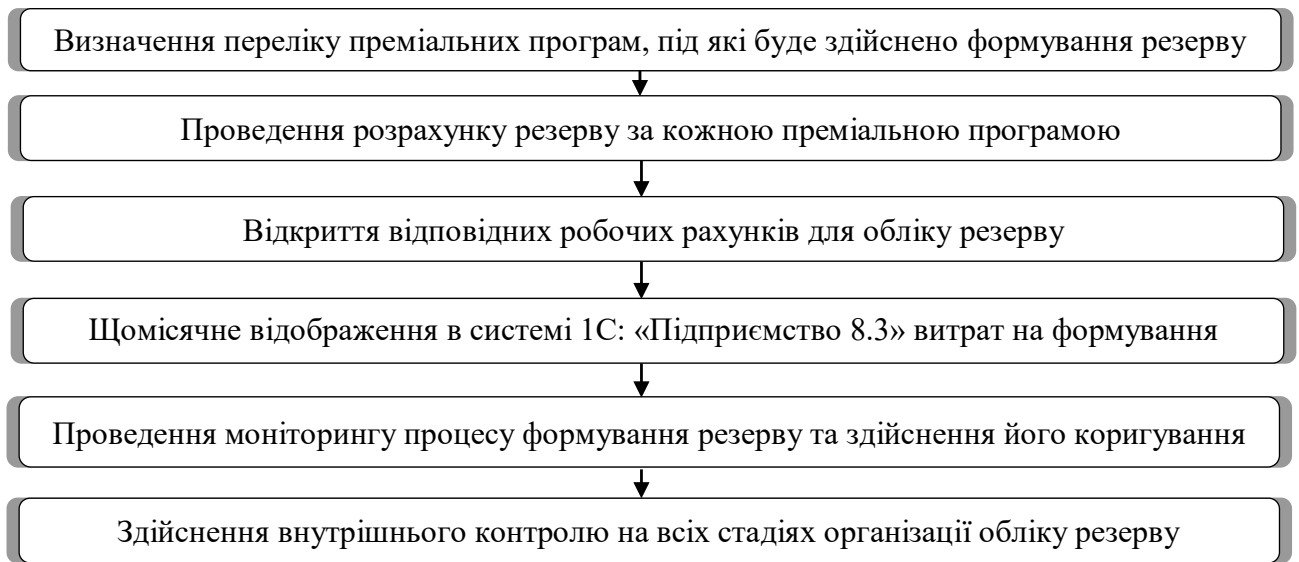 Визначення переліку преміальних програм, під які буде здійснено формування резерву
Проведення розрахунку резерву за кожною преміальною програмою
Відкриття відповідних робочих рахунків для обліку резерву
Щомісячне відображення в системі 1С: «Підприємство 8.3» витрат на формування
Проведення моніторингу процесу формування резерву та здійснення його коригування
Здійснення внутрішнього контролю на всіх стадіях організації обліку резерву